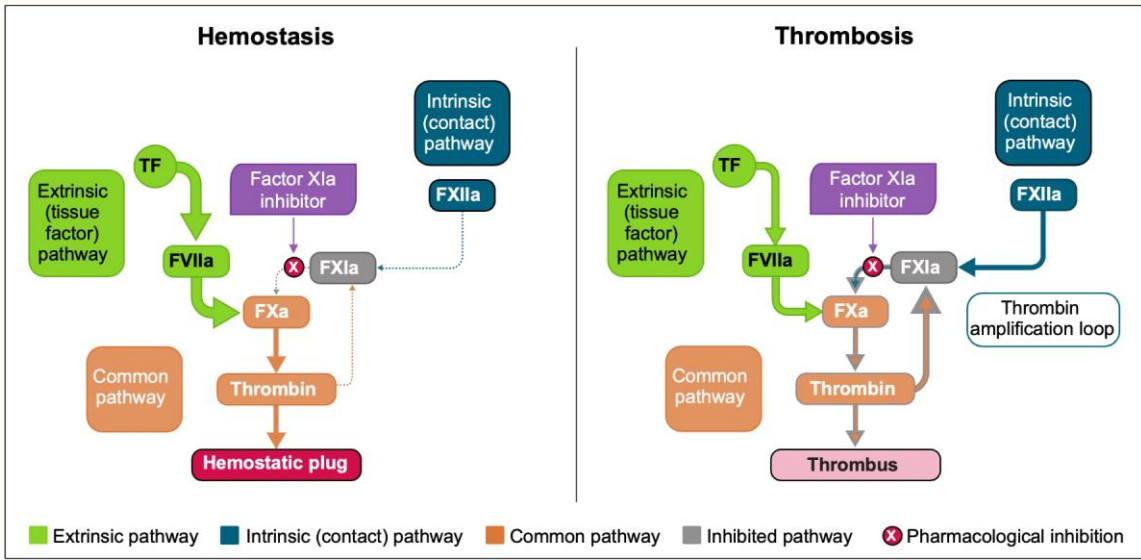 Hemostasis
Intrinsic
(contact)
pathway
TF
Extrinsic
(tissue
factor)
pathway
Factor XIa
inhibitor
FXIIa
FVIIa
X
FXIa
FXa
Common
pathway
Thrombin
Hemostatic plug
Thrombosis
Intrinsic
(contact)
pathway
TF
Extrinsic
(tissue
factor)
pathway
Factor XIa
inhibitor
FXIIa
FVIIa
X
FXIa
FXa
Thrombin
amplification loop
Common
pathway
Thrombin
Thrombus
Extrinsic pathway
Intrinsic (contact) pathway
Common pathway
Inhibited pathway
X Pharmacological inhibition